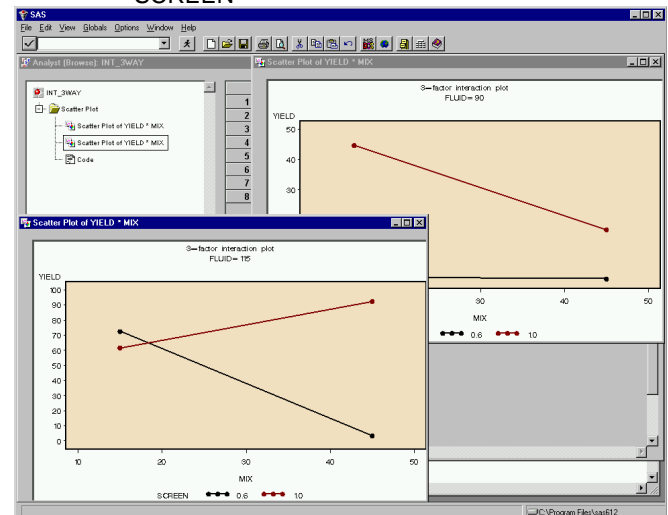 SCREEN
SAS
File Edit View Globals Options Window Help
Analyst (Browse): INT_3WAY
INT_3WAY
Scatter Plot
Scatter Plot of YIELD * MIX
Scatter Plot of YIELD * MIX
Code
1
2
3
4
5
6
7
8
Scatter Plot of YIELD * MIX
3-factor interaction plot
FLUID= 90
YIELD
50
40
30
30 40 50
MIX
0.6 1.0
Scatter Plot of YIELD * MIX
3-factor interaction plot
FLUID= 115
YIELD
100
90
80
70
60
50
40
30
20
10
0
10 20 30 40 50
MIX
SCREEN 0.6 1.0
C:\Program Files\sas612